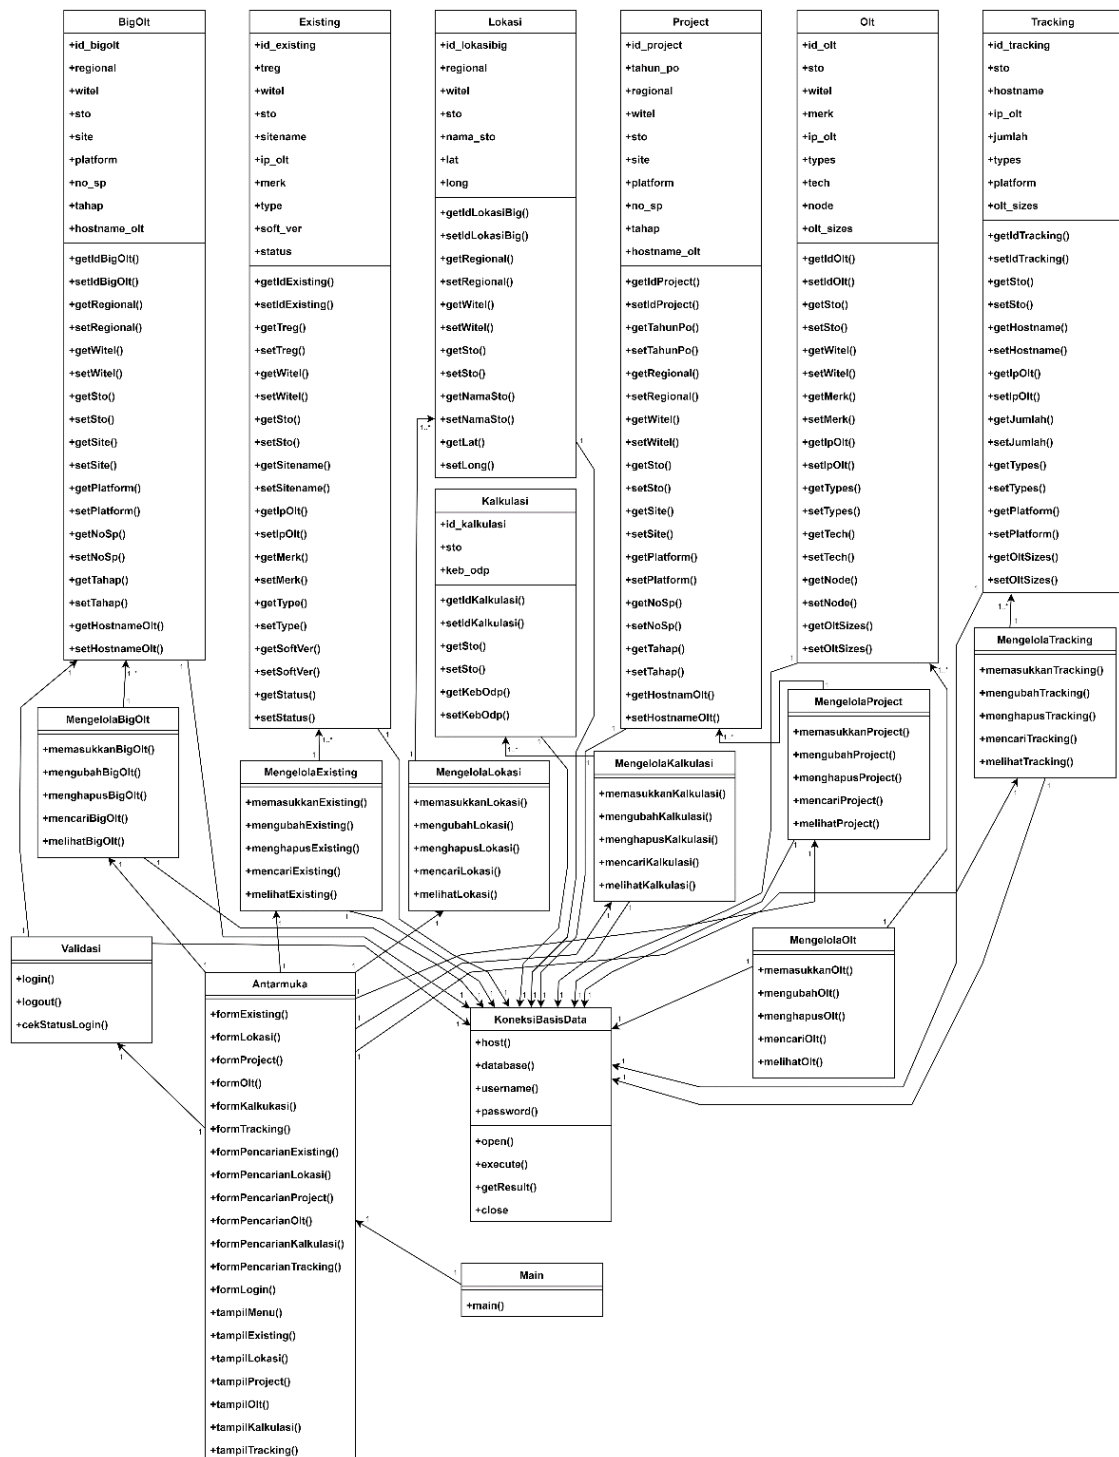 BigOlt
+id_bigolt
+regional
+witel
+sto
+site
+platform
+no_sp
+tahap
+hostname_olt
+getIdBigOlt()
+setIdBigOlt()
+getRegional()
+setRegional()
+getWitel()
+setWitel()
+getSto()
+setSto()
+getSite()
+setSite()
+getPlatform()
+setPlatform()
+getNoSp()
+setNoSp()
+getTahap()
+setTahap()
+getHostnameOlt()
+setHostnameOlt()
Existing
+id_existing
+treg
+witel
+sto
+sitename
+ip_olt
+merk
+type
+soft_ver
+status
+getIdExisting()
+setIdExisting()
+getTreg()
+setTreg()
+getWitel()
+setWitel()
+getSto()
+setSto()
+getSitename()
+setSitename()
+getIpOlt()
+setIpOlt()
+getMerk()
+setMerk()
+getType()
+setType()
+getSoftVer()
+setSoftVer()
+getStatus()
+setStatus()
Lokasi
+id_lokasibig
+regional
+witel
+sto
+nama_sto
+lat
+long
+getIdLokasiBig()
+setIdLokasiBig()
+getRegional()
+setRegional()
+getWitel()
+setWitel()
+getSto()
+setSto()
+getNamaSto()
+setNamaSto()
+getLat()
+setLong()
Kalkulasi
+id_kalkulasi
+sto
+keb_odp
+getIdKalkulasi()
+setIdKalkulasi()
+getSto()
+setSto()
+getKebOdp()
+setKebOdp()
Project
+id_project
+tahun_po
+regional
+witel
+sto
+site
+platform
+no_sp
+tahap
+hostname_olt
+getIdProject()
+setIdProject()
+getTahunPo()
+setTahunPo()
+getRegional()
+setRegional()
+getWitel()
+setWitel()
+getSto()
+setSto()
+getSite()
+setSite()
+getPlatform()
+setPlatform()
+getNoSp()
+setNoSp()
+getTahap()
+setTahap()
+getHostnamOlt()
+setHostnameOlt()
Olt
+id_olt
+sto
+witel
+merk
+ip_olt
+types
+tech
+node
+olt_sizes
+getIdOlt()
+setIdOlt()
+getSto()
+setSto()
+getWitel()
+setWitel()
+getMerk()
+setMerk()
+getIpOlt()
+setIpOlt()
+getTypes()
+setTypes()
+getTech()
+setTech()
+getNode()
+setNode()
+getOltSizes()
+setOltSizes()
Tracking
+id_tracking
+sto
+hostname
+ip_olt
+jumlah
+types
+platform
+olt_sizes
+getIdTracking()
+setIdTracking()
+getSto()
+setSto()
+getHostname()
+setHostname()
+getIpOlt()
+setIpOlt()
+getJumlah()
+setJumlah()
+getTypes()
+setTypes()
+getPlatform()
+setPlatform()
+getOltSizes()
+setOltSizes()
MengelolaBigOlt
+memasukkanBigOlt()
+mengubahBigOlt()
+menghapusBigOlt()
+mencariBigOlt()
+melihatBigOlt()
MengelolaExisting
+memasukkanExisting()
+mengubahExisting()
+menghapusExisting()
+mencariExisting()
+melihatExisting()
MengelolaLokasi
+memasukkanLokasi()
+mengubahLokasi()
+menghapusLokasi()
+mencariLokasi()
+melihatLokasi()
MengelolaKalkulasi
+memasukkanKalkulasi()
+mengubahKalkulasi()
+menghapusKalkulasi()
+mencariKalkulasi()
+melihatKalkulasi()
MengelolaProject
+memasukkanProject()
+mengubahProject()
+menghapusProject()
+mencariProject()
+melihatProject()
MengelolaTracking
+memasukkanTracking()
+mengubahTracking()
+menghapusTracking()
+mencariTracking()
+melihatTracking()
MengelolaOlt
+memasukkanOlt()
+mengubahOlt()
+menghapusOlt()
+mencariOlt()
+melihatOlt()
Validasi
+login()
+logout()
+cekStatusLogin()
Antarmuka
+formExisting()
+formLokasi()
+formProject()
+formOlt()
+formKalkukasi()
+formTracking()
+formPencarianExisting()
+formPencarianLokasi()
+formPencarianProject()
+formPencarianOlt()
+formPencarianKalkulasi()
+formPencarianTracking()
+formLogin()
+tampilMenu()
+tampilExisting()
+tampilLokasi()
+tampilProject()
+tampilOlt()
+tampilKalkulasi()
+tampilTracking()
KoneksiBasisData
+host()
+database()
+username()
+password()
+open()
+execute()
+getResult()
+close
Main
+main()